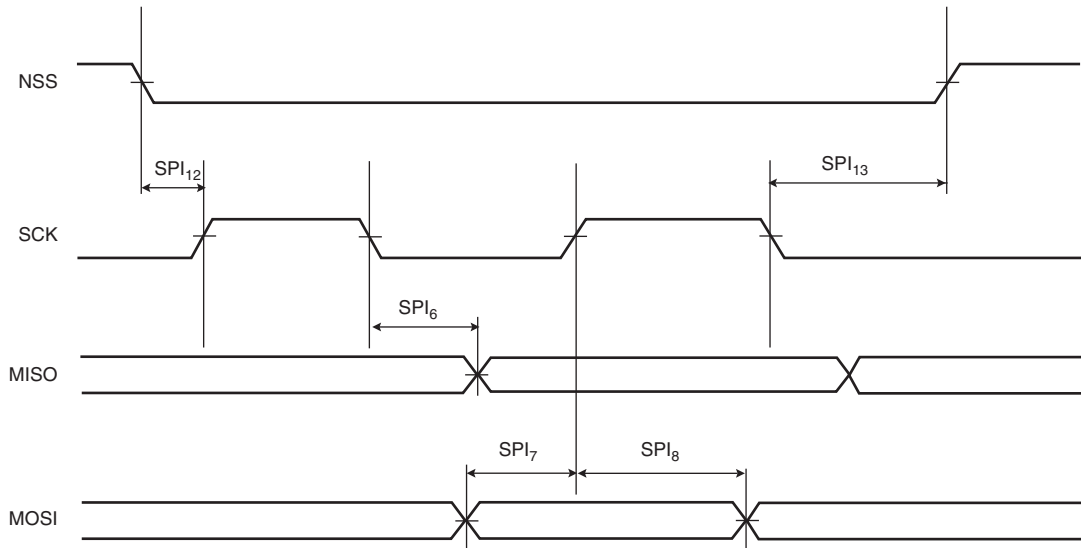 NSS
SPI₁₂
SPI₁₃
SCK
SPI₆
MISO
SPI₇
SPI₈
MOSI